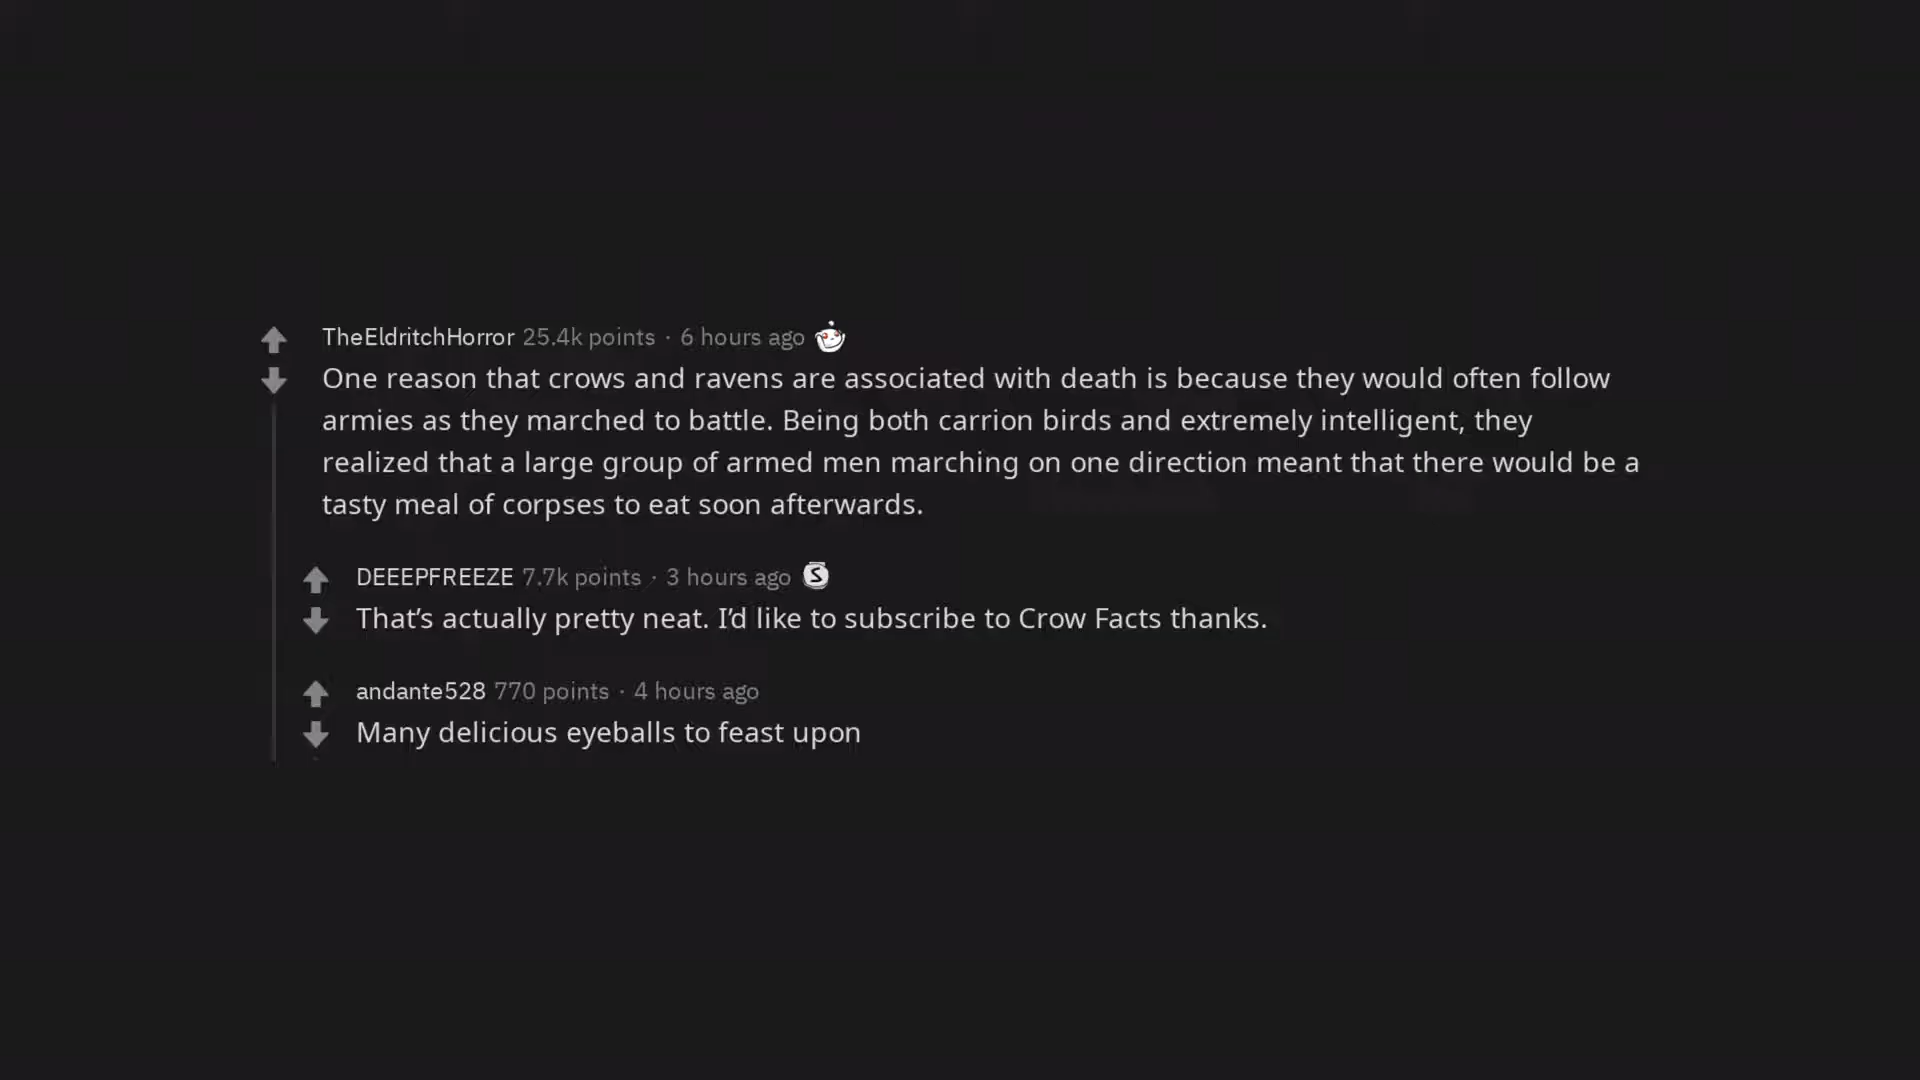 TheEldritchHorror 25.4k points · 6 hours ago
One reason that crows and ravens are associated with death is because they would often follow
armies as they marched to battle. Being both carrion birds and extremely intelligent, they
realized that a large group of armed men marching on one direction meant that there would be a
tasty meal of corpses to eat soon afterwards.
DEEEPFREEZE 7.7k points · 3 hours ago S
That’s actually pretty neat. I’d like to subscribe to Crow Facts thanks.
andante528 770 points · 4 hours ago
Many delicious eyeballs to feast upon